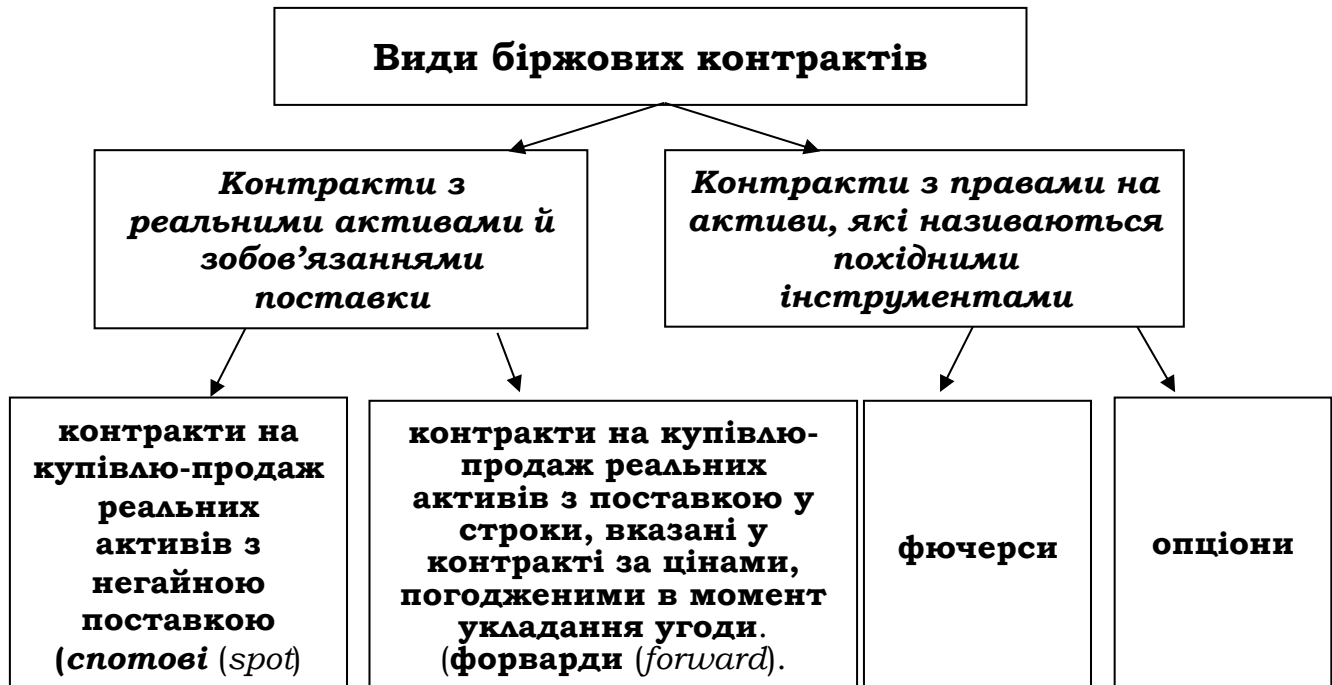 Види біржових контрактів
Контракти з
реальними активами й
зобов’язаннями
поставки
Контракти з правами на
активи, які називаються
похідними
інструментами
контракти на
купівлю-продаж
реальних
активів з
негайною
поставкою
(спотові (spot)
контракти на купівлю-
продаж реальних
активів з поставкою у
строки, вказані у
контракті за цінами,
погодженими в момент
укладання угоди.
(форварди (forward).
фючерси
опціони